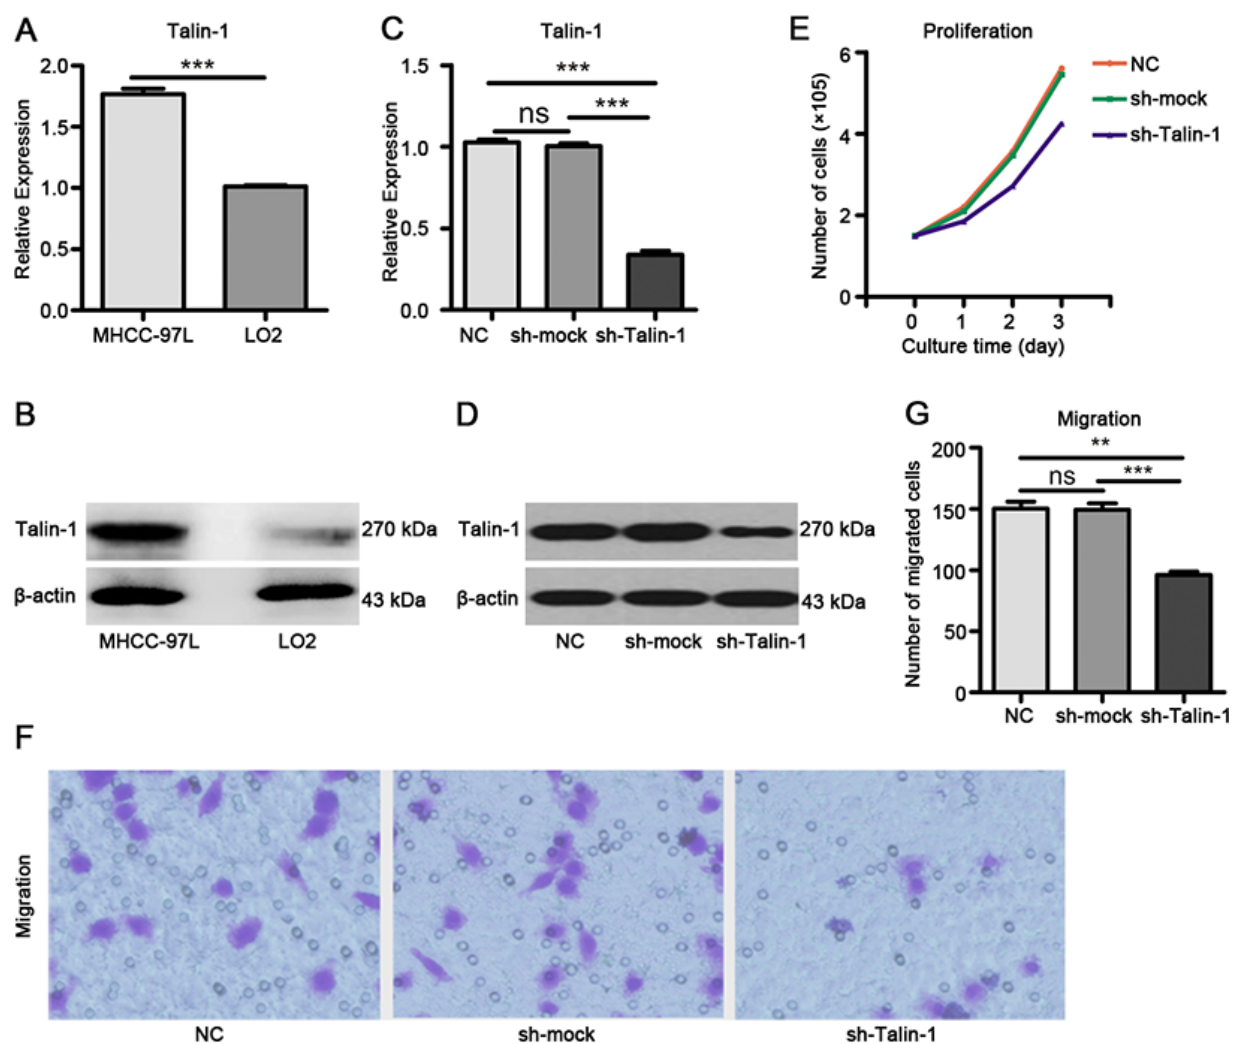 A
Talin-1
***
Relative Expression
2.0
1.5
1.0
0.5
0.0
MHCC-97L LO2
C
Talin-1
***
ns ***
Relative Expression
1.5
1.0
0.5
0.0
NC sh-mock sh-Talin-1
E
Proliferation
Number of cells (×105)
6
4
2
0
0 1 2 3
Culture time (day)
NC
sh-mock
sh-Talin-1
B
Talin-1 270 kDa
β-actin 43 kDa
MHCC-97L LO2
D
Talin-1 270 kDa
β-actin 43 kDa
NC sh-mock sh-Talin-1
G
Migration
**
ns ***
Number of migrated cells
200
150
100
50
0
NC sh-mock sh-Talin-1
F
Migration
NC sh-mock sh-Talin-1